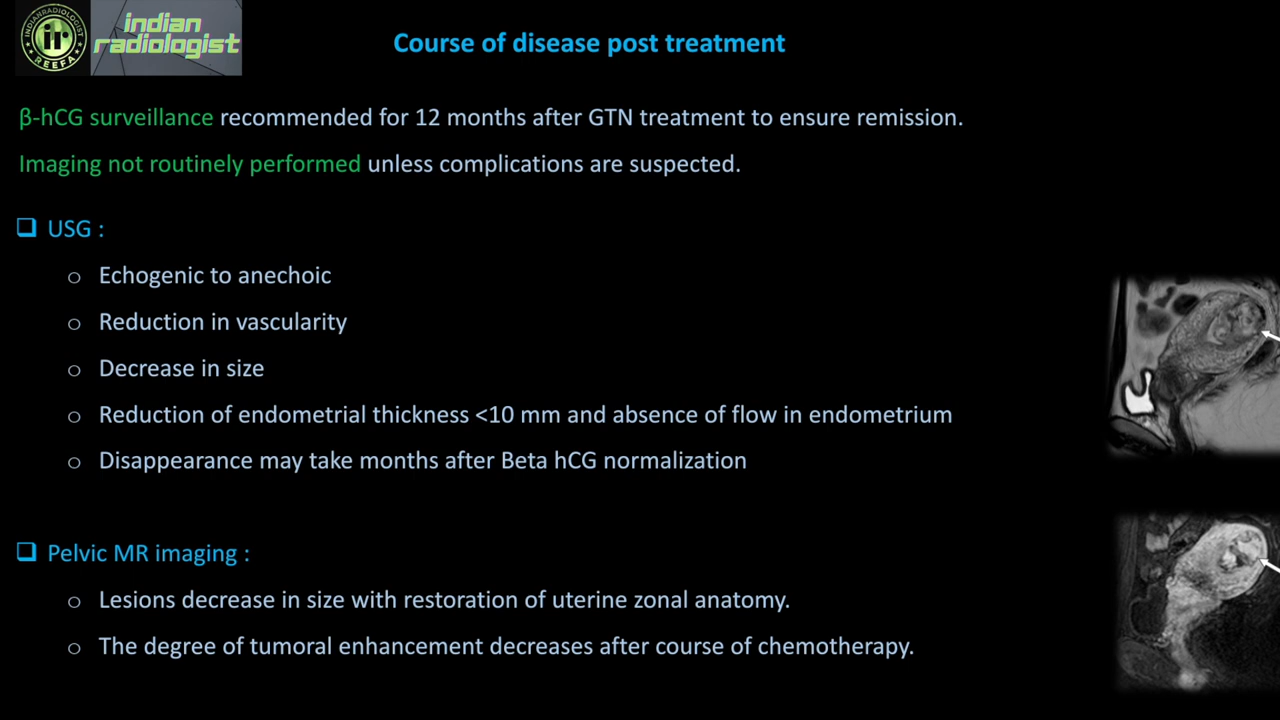 INDIANRADIOLOGIST
ir
REEFA
indian
radiologist
Course of disease post treatment
β-hCG surveillance recommended for 12 months after GTN treatment to ensure remission.
Imaging not routinely performed unless complications are suspected.
USG :
Echogenic to anechoic
Reduction in vascularity
Decrease in size
Reduction of endometrial thickness <10 mm and absence of flow in endometrium
Disappearance may take months after Beta hCG normalization
Pelvic MR imaging :
Lesions decrease in size with restoration of uterine zonal anatomy.
The degree of tumoral enhancement decreases after course of chemotherapy.